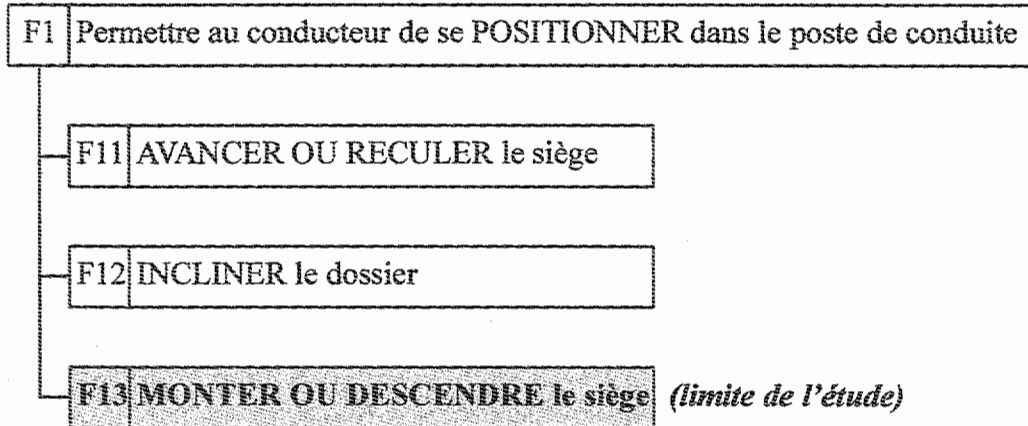 F1 Permettre au conducteur de se POSITIONNER dans le poste de conduite
F11 AVANCER OU RECULER le siège
F12 INCLINER le dossier
F13 MONTER OU DESCENDRE le siège (limite de l'étude)